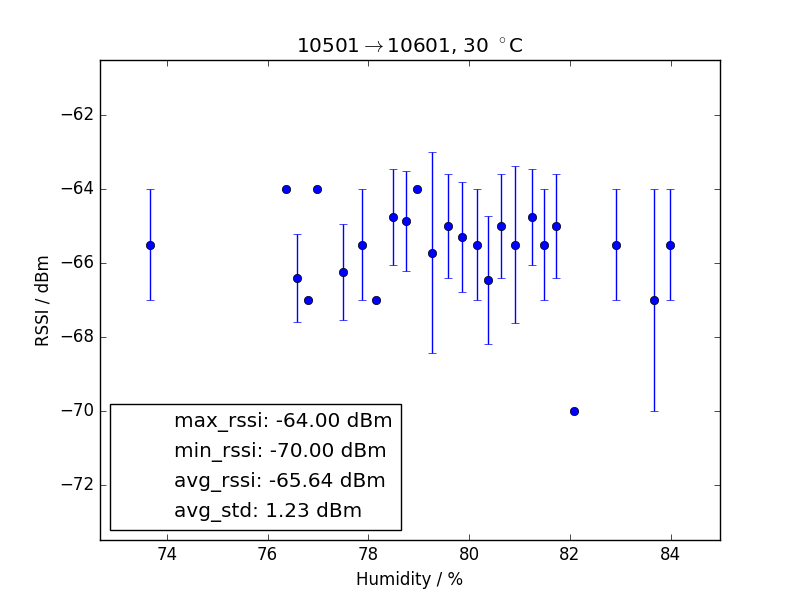 10501→10601, 30 °C
−62
−64
−66
−68
−70
−72
RSSI / dBm
max_rssi: -64.00 dBm
min_rssi: -70.00 dBm
avg_rssi: -65.64 dBm
avg_std: 1.23 dBm
74 76 78 80 82 84
Humidity / %